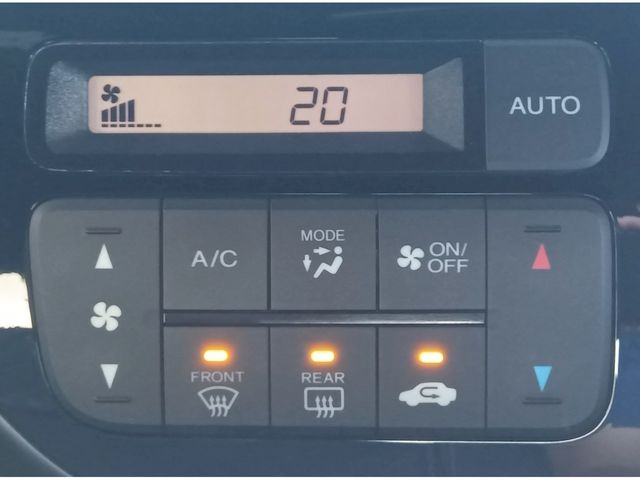 20
AUTO
A/C
MODE
ON/
OFF
FRONT
REAR